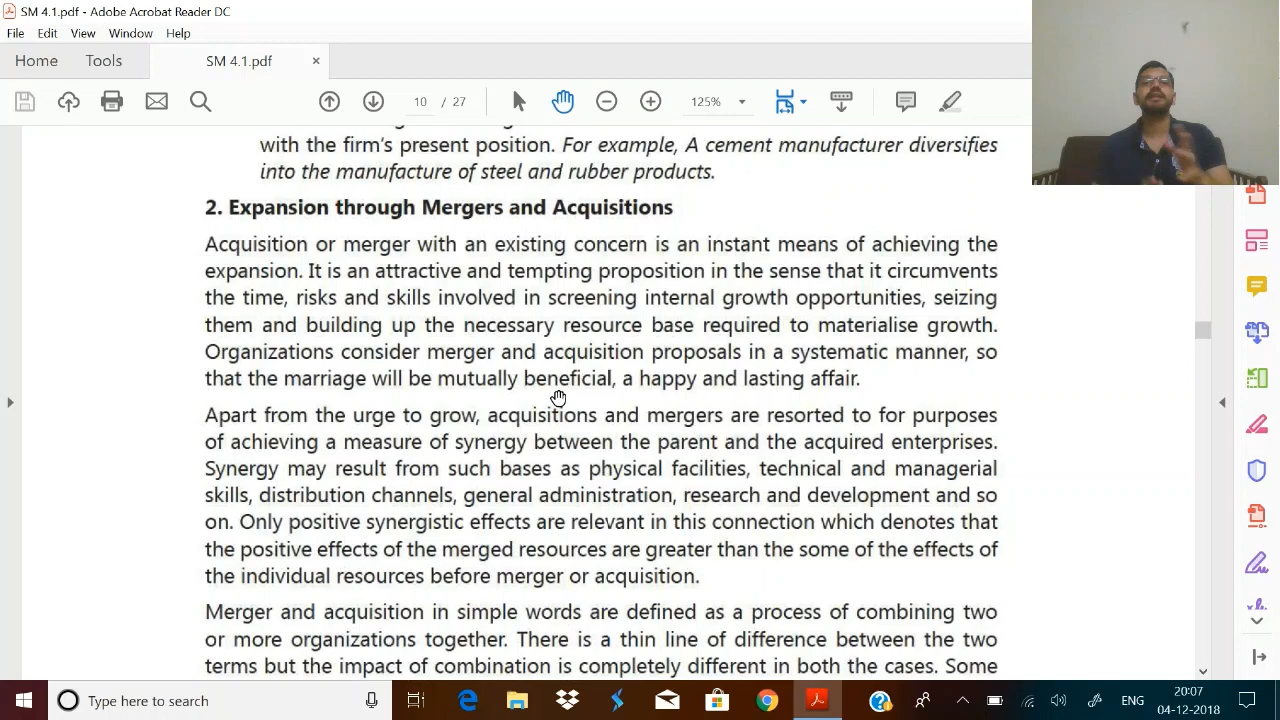 SM 4.1.pdf - Adobe Acrobat Reader DC
File Edit View Window Help
Home Tools SM 4.1.pdf ×
10 / 27 125%
with the firm's present position. For example, A cement manufacturer diversifies
into the manufacture of steel and rubber products.
2. Expansion through Mergers and Acquisitions
Acquisition or merger with an existing concern is an instant means of achieving the
expansion. It is an attractive and tempting proposition in the sense that it circumvents
the time, risks and skills involved in screening internal growth opportunities, seizing
them and building up the necessary resource base required to materialise growth.
Organizations consider merger and acquisition proposals in a systematic manner, so
that the marriage will be mutually beneficial, a happy and lasting affair.
Apart from the urge to grow, acquisitions and mergers are resorted to for purposes
of achieving a measure of synergy between the parent and the acquired enterprises.
Synergy may result from such bases as physical facilities, technical and managerial
skills, distribution channels, general administration, research and development and so
on. Only positive synergistic effects are relevant in this connection which denotes that
the positive effects of the merged resources are greater than the some of the effects of
the individual resources before merger or acquisition.
Merger and acquisition in simple words are defined as a process of combining two
or more organizations together. There is a thin line of difference between the two
terms but the impact of combination is completely different in both the cases. Some
Type here to search
ENG
20:07
04-12-2018